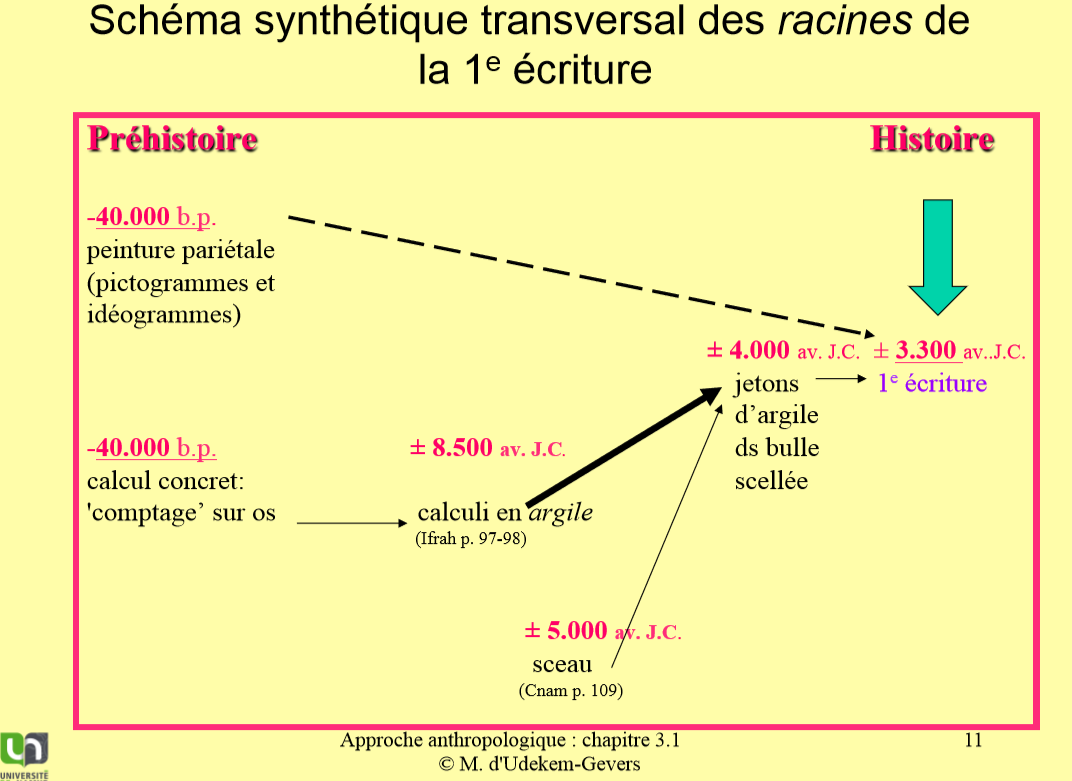 Schéma synthétique transversal des racines de
la 1e écriture
Préhistoire
Histoire
-40.000 b.p.
peinture pariétale
(pictogrammes et
idéogrammes)
± 4.000 av. J.C.
± 3.300 av..J.C.
jetons
d’argile
ds bulle
scellée
1e écriture
-40.000 b.p.
calcul concret:
'comptage’ sur os
± 8.500 av. J.C.
calculi en argile
(Ifrah p. 97-98)
± 5.000 av. J.C.
sceau
(Cnam p. 109)
Approche anthropologique : chapitre 3.1
© M. d'Udekem-Gevers
11
UNIVERSITÉ